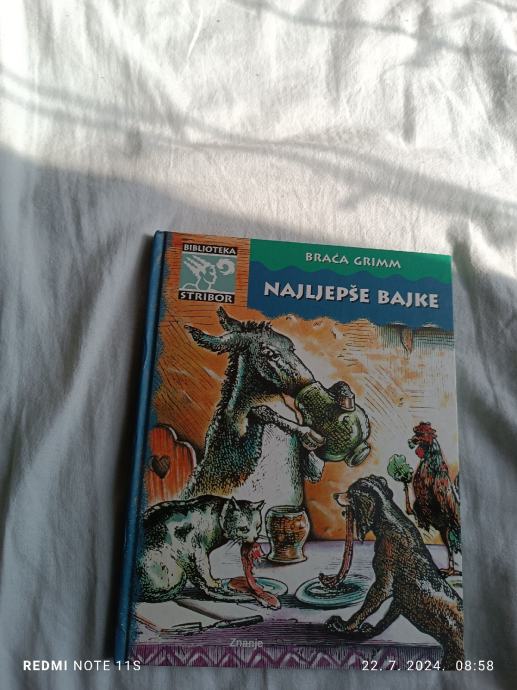 BIBLIOTEKA
STRIBOR
BRAĆA GRIMM
NAJLJEPŠE BAJKE
Znanje
REDMI NOTE 11S
22. 7. 2024. 08:58